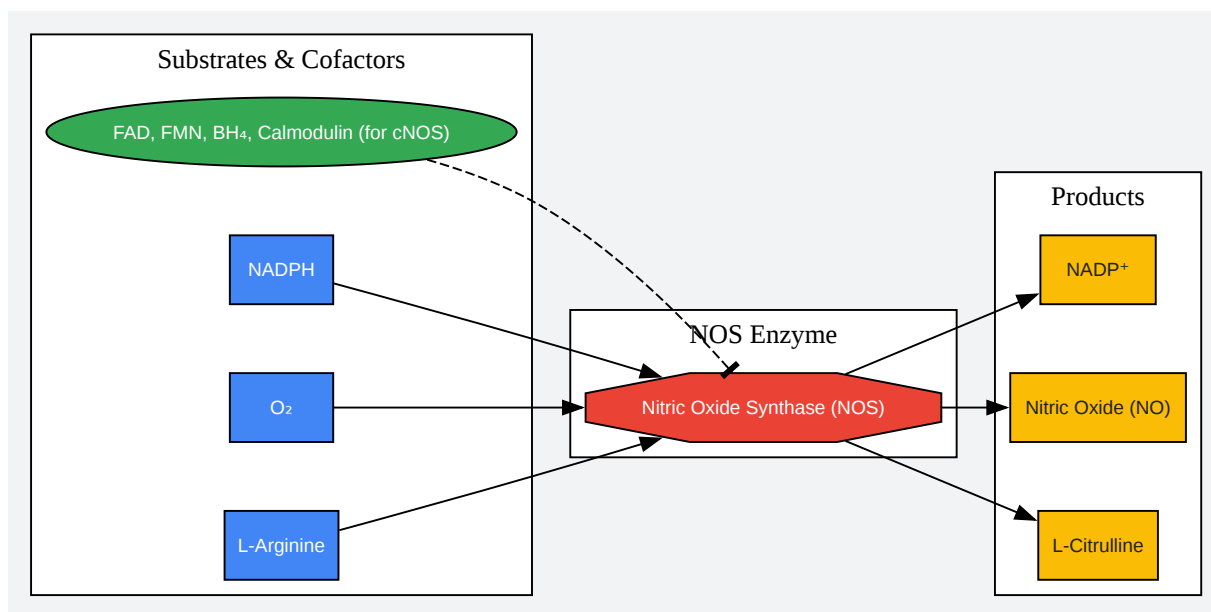 Substrates & Cofactors
FAD, FMN, BH₄, Calmodulin (for cNOS)
NADPH
O₂
L-Arginine
NOS Enzyme
Nitric Oxide Synthase (NOS)
Products
NADP⁺
Nitric Oxide (NO)
L-Citrulline